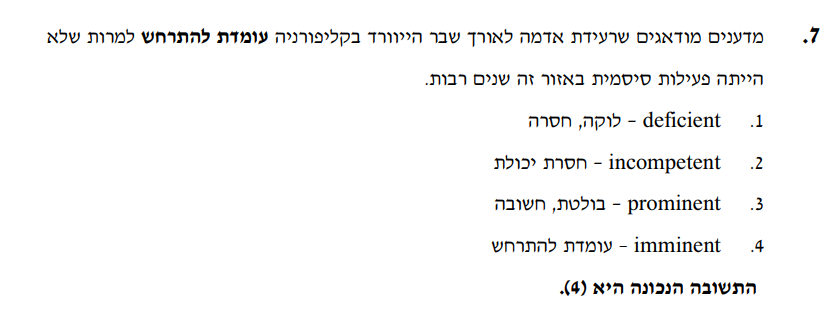 7. מדענים מודאגים שרעידת אדמה לאורך שבר הייוורד בקליפורניה עומדת להתרחש למרות שלא
הייתה פעילות סיסמית באזור זה שנים רבות.
1. deficient – לוקה, חסרה
2. incompetent – חסרת יכולת
3. prominent – בולטת, חשובה
4. imminent – עומדת להתרחש
התשובה הנכונה היא (4).